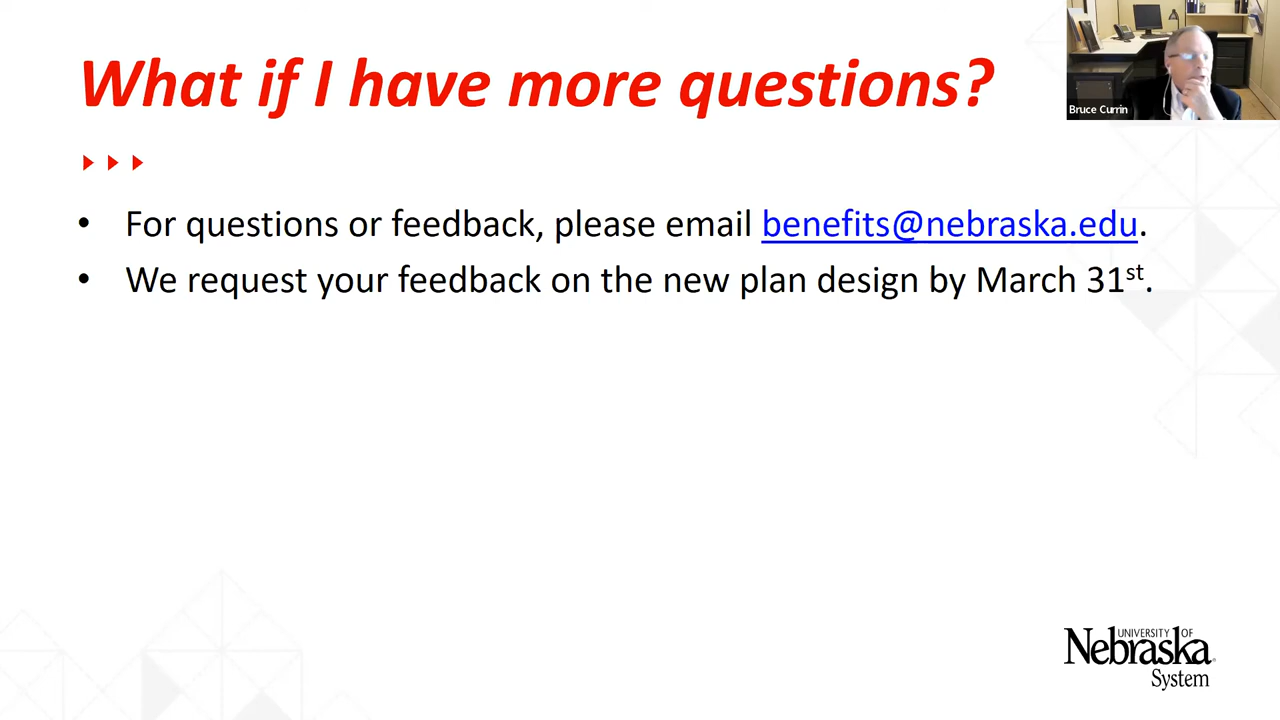 What if I have more questions?
Bruce Currin
• For questions or feedback, please email benefits@nebraska.edu.
• We request your feedback on the new plan design by March 31st.
UNIVERSITY OF
Nebraska
System